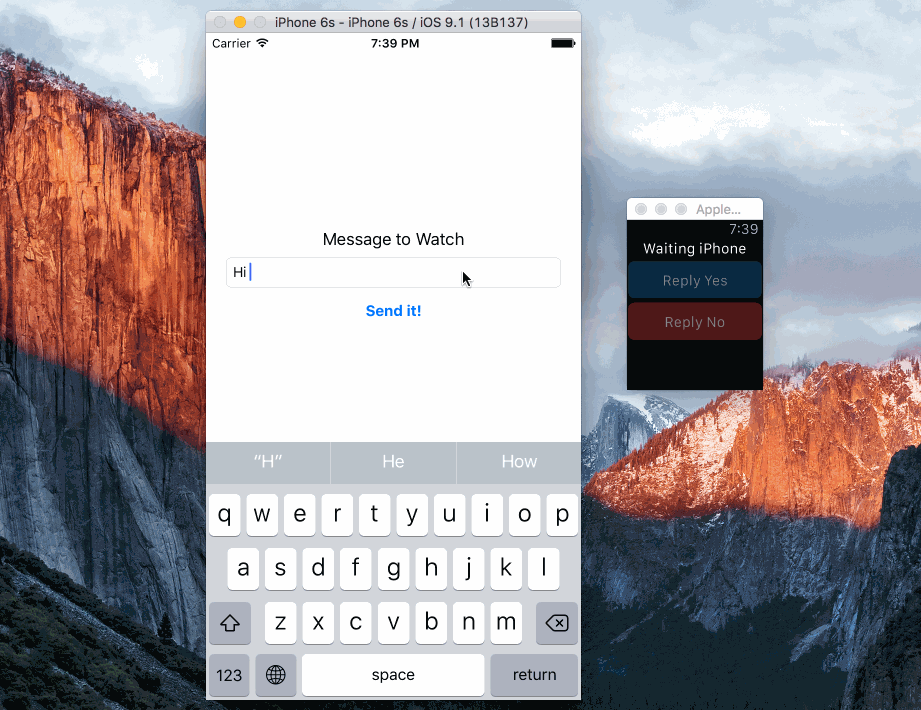 iPhone 6s - iPhone 6s / iOS 9.1 (13B137)
Carrier 7:39 PM
Message to Watch
Hi
Send it!
“H” He How
q w e r t y u i o p
a s d f g h j k l
z x c v b n m
123 space return
Apple...
7:39
Waiting iPhone
Reply Yes
Reply No